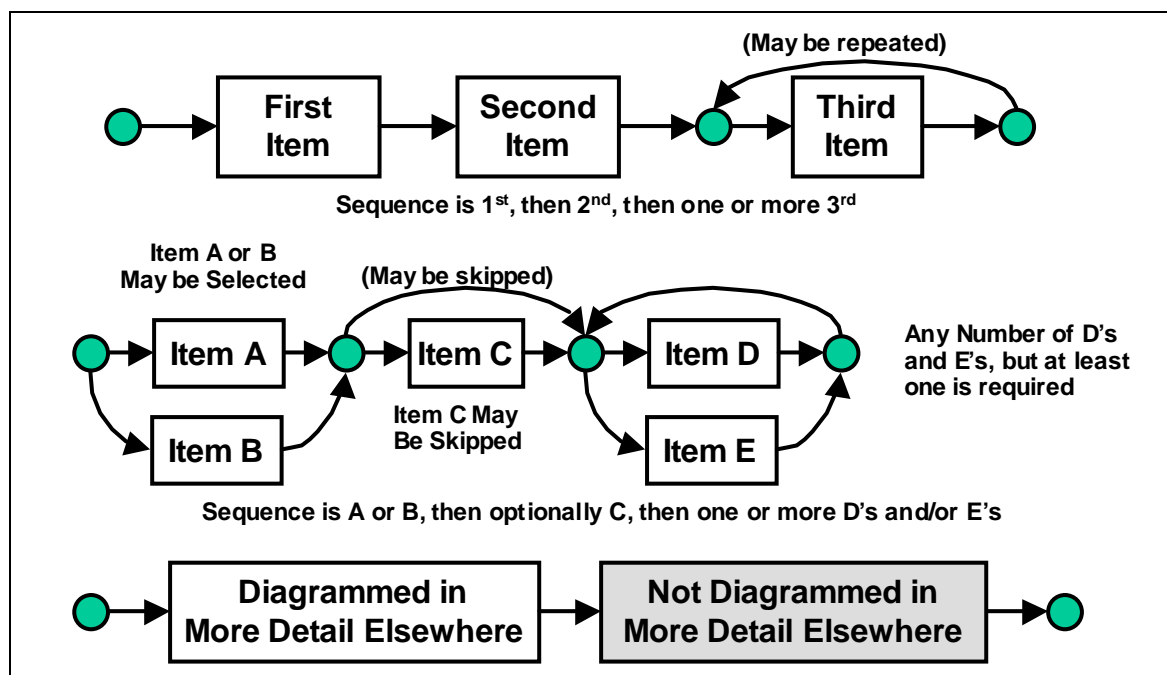 (May be repeated)
First
Item
Second
Item
Third
Item
Sequence is 1st, then 2nd, then one or more 3rd
Item A or B
May be Selected
(May be skipped)
Item A
Item C
Item D
Any Number of D’s
and E’s, but at least
one is required
Item B
Item C May
Be Skipped
Item E
Sequence is A or B, then optionally C, then one or more D’s and/or E’s
Diagrammed in
More Detail Elsewhere
Not Diagrammed in
More Detail Elsewhere